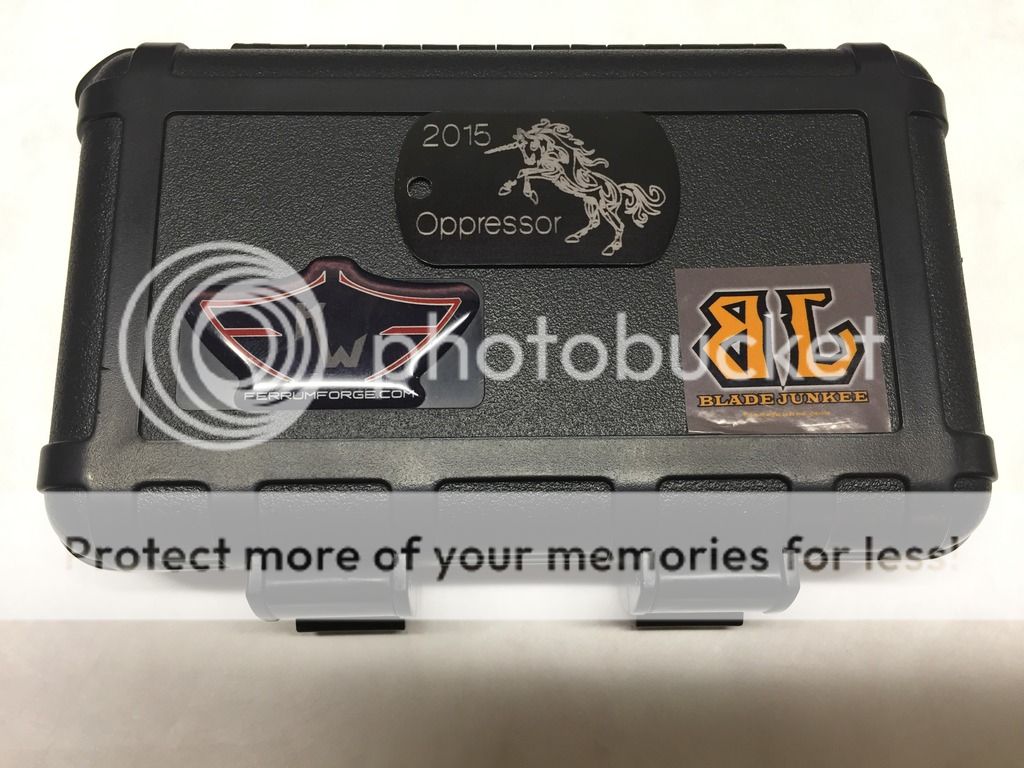 2015
Oppressor
W
FERRUMFORGE.COM
photobucket
BL
BLADEJUNKEE
Protect more of your memories for less!